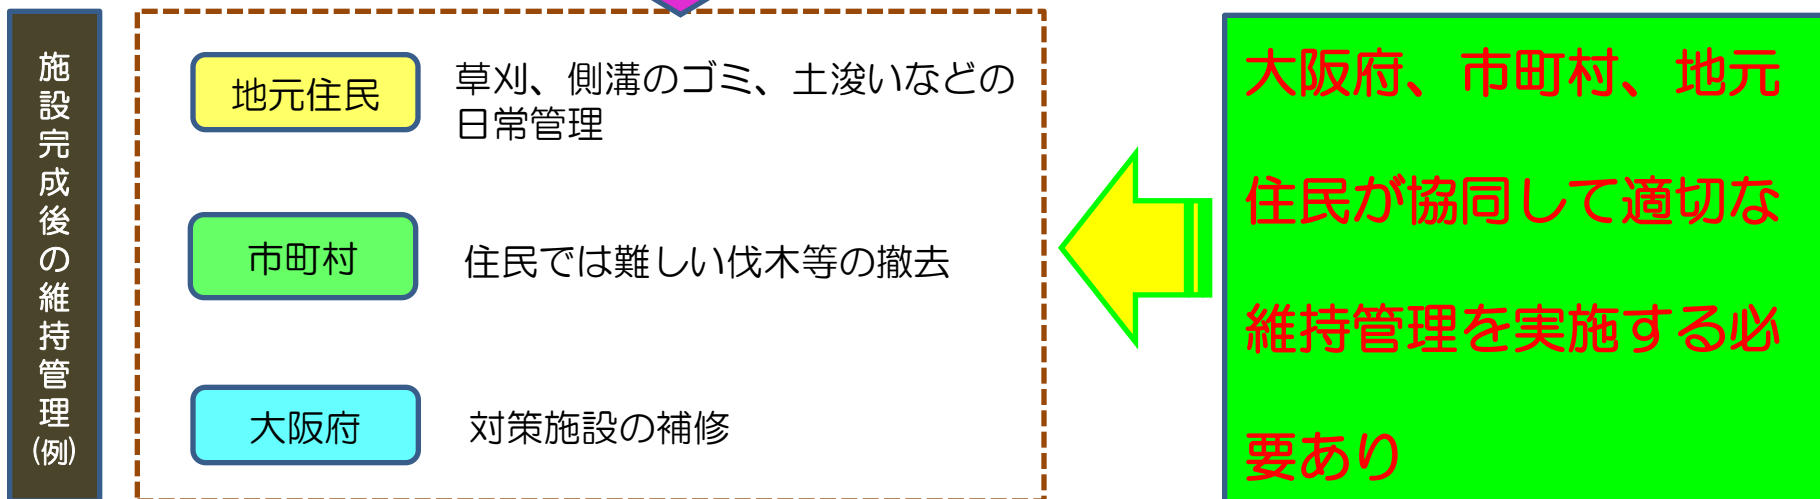 施設完成後の維持管理(例)
地元住民
草刈、側溝のゴミ、土浚いなどの
日常管理
市町村
住民では難しい伐木等の撤去
大阪府
対策施設の補修
大阪府、市町村、地元
住民が協同して適切な
維持管理を実施する必
要あり